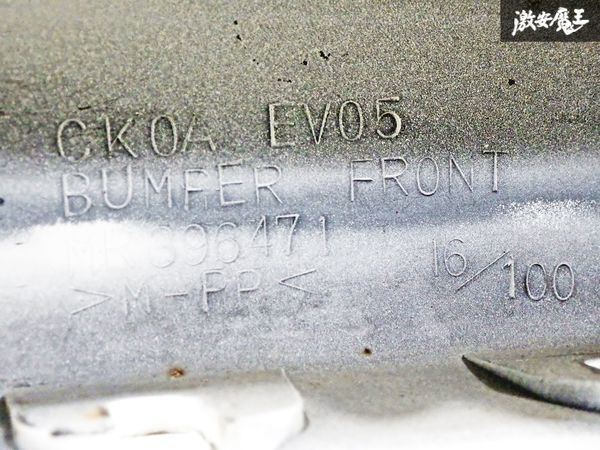 激安魔王
CK0A EV05
BUMPER FRONT
MR396471
>M-PP<
16/100